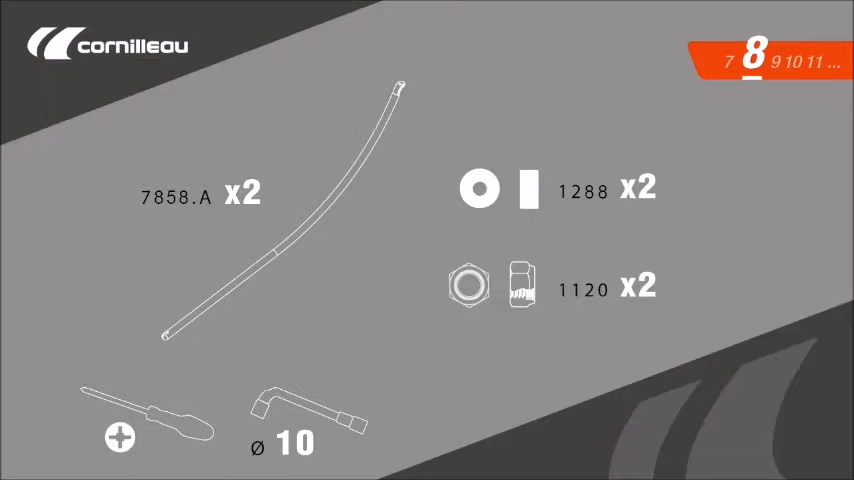 cornilleau
7 8 9 10 11 ...
7858.A x2
1288 x2
1120 x2
Ø 10